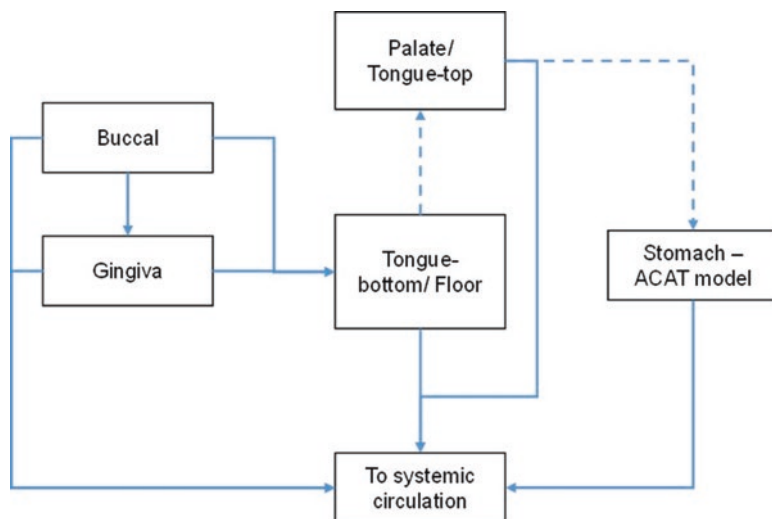 Palate/
Tongue-top
Buccal
Gingiva
Tongue-
bottom/ Floor
Stomach –
ACAT model
To systemic
circulation